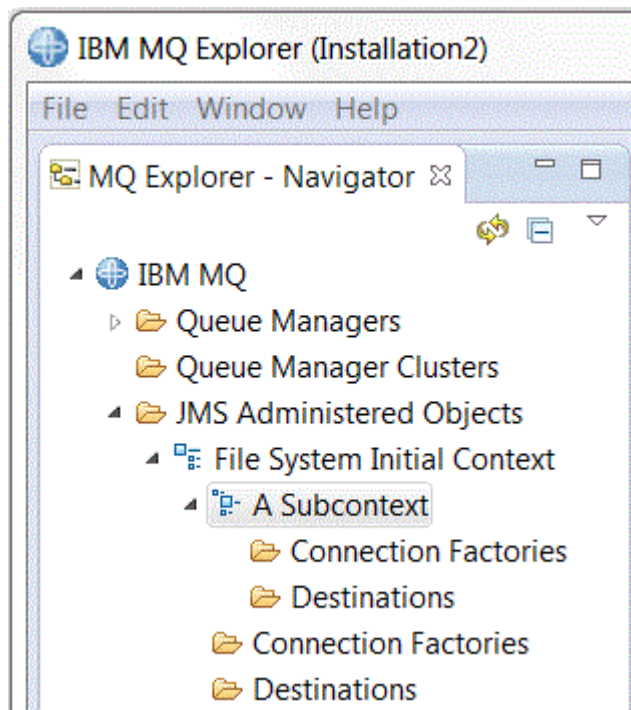 IBM MQ Explorer (Installation2)
File Edit Window Help
MQ Explorer - Navigator
IBM MQ
Queue Managers
Queue Manager Clusters
JMS Administered Objects
File System Initial Context
A Subcontext
Connection Factories
Destinations
Connection Factories
Destinations